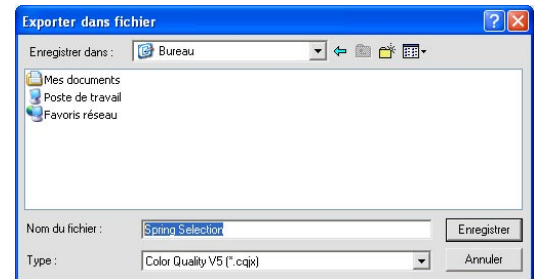 Exporter dans fichier
Enregistrer dans : Bureau
Mes documents
Poste de travail
Favoris réseau
Nom du fichier : Spring Selection Enregistrer
Type : Color Quality V5 (*.cqjx) Annuler